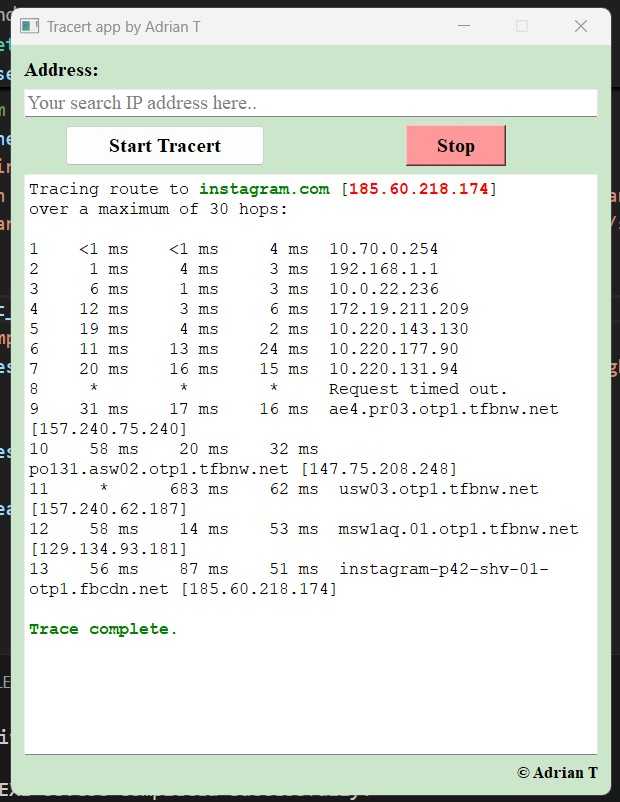 Tracert app by Adrian T
Address:
Your search IP address here..
Start Tracert
Stop
Tracing route to instagram.com [185.60.218.174]
over a maximum of 30 hops:
1    <1 ms    <1 ms     4 ms  10.70.0.254
2     1 ms     4 ms     3 ms  192.168.1.1
3     6 ms     1 ms     3 ms  10.0.22.236
4    12 ms     3 ms     6 ms  172.19.211.209
5    19 ms     4 ms     2 ms  10.220.143.130
6    11 ms    13 ms    24 ms  10.220.177.90
7    20 ms    16 ms    15 ms  10.220.131.94
8     *        *        *     Request timed out.
9    31 ms    17 ms    16 ms  ae4.pr03.otp1.tfbnw.net
[157.240.75.240]
10    58 ms    20 ms    32 ms
po131.asw02.otp1.tfbnw.net [147.75.208.248]
11     *      683 ms    62 ms  usw03.otp1.tfbnw.net
[157.240.62.187]
12    58 ms    14 ms    53 ms  msw1aq.01.otp1.tfbnw.net
[129.134.93.181]
13    56 ms    87 ms    51 ms  instagram-p42-shv-01-
otp1.fbcdn.net [185.60.218.174]
Trace complete.
© Adrian T